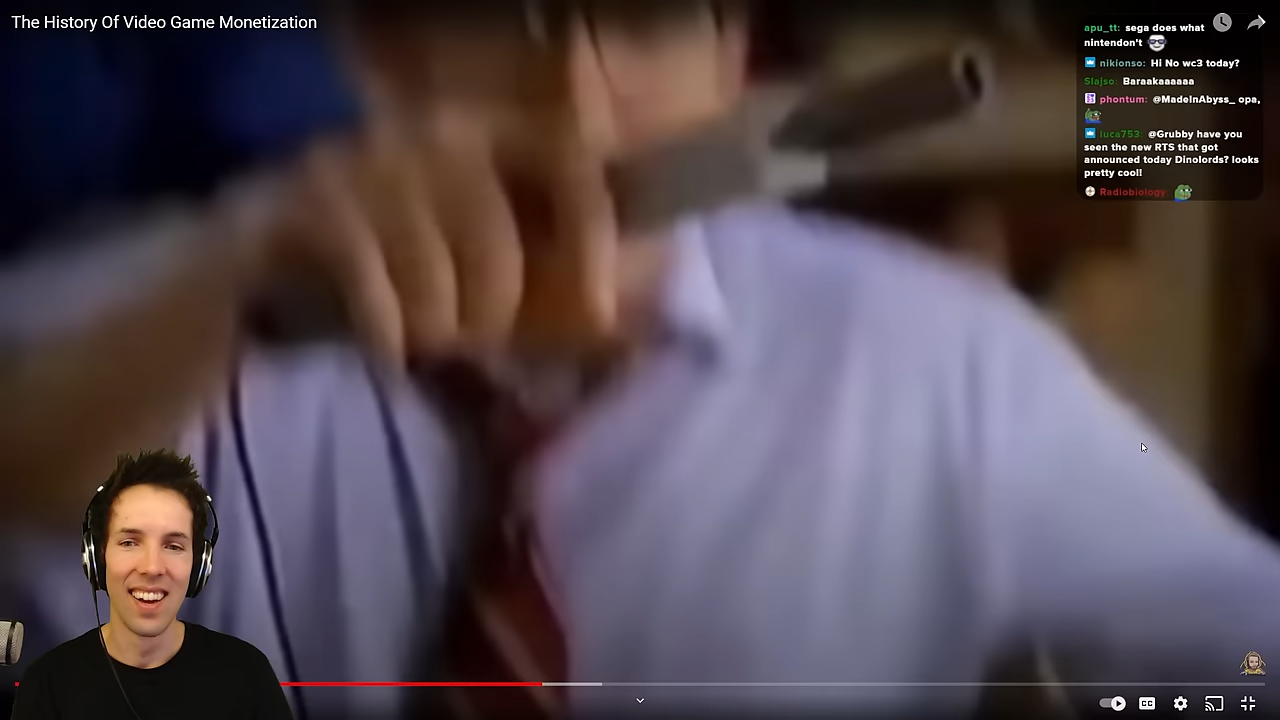 The History Of Video Game Monetization
apu_tt: sega does what
nintendon't
nikionso: Hi No wc3 today?
Slajso: Baraakaaaaaa
phontum: @MadeInAbyss_ opa,
luca753: @Grubby have you
seen the new RTS that got
announced today Dinolords? looks
pretty cool!
Radiobiology:
CC